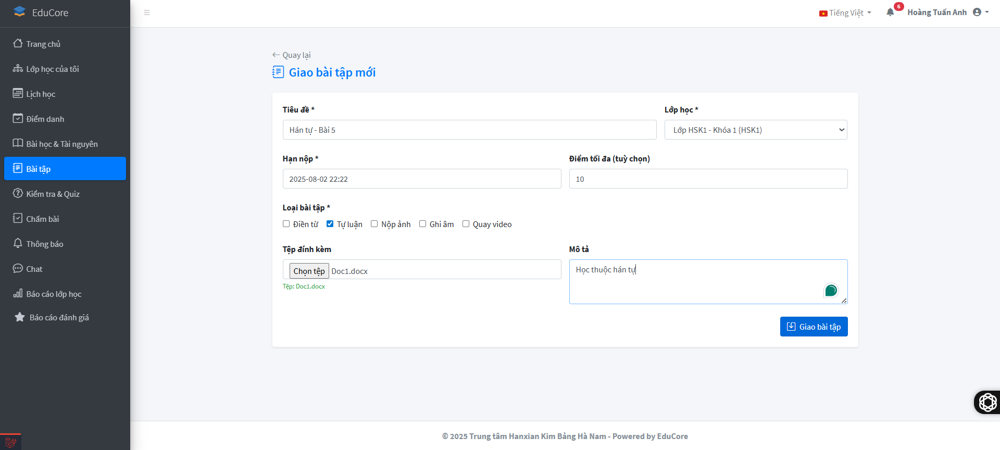 EduCore
Tiếng Việt
6
Hoàng Tuấn Anh
Trang chủ
Lớp học của tôi
Lịch học
Điểm danh
Bài học & Tài nguyên
Bài tập
Kiểm tra & Quiz
Chấm bài
Thông báo
Chat
Báo cáo lớp học
Báo cáo đánh giá
Quay lại
Giao bài tập mới
Tiêu đề *
Lớp học *
Hán tự - Bài 5
Lớp HSK1 - Khóa 1 (HSK1)
Hạn nộp *
Điểm tối đa (tuỳ chọn)
2025-08-02 22:22
10
Loại bài tập *
Điền từ
Tự luận
Nộp ảnh
Ghi âm
Quay video
Tệp đính kèm
Mô tả
Chọn tệp Doc1.docx
Học thuộc hán tự
Tệp: Doc1.docx
Giao bài tập
© 2025 Trung tâm Hanxian Kim Bảng Hà Nam - Powered by EduCore